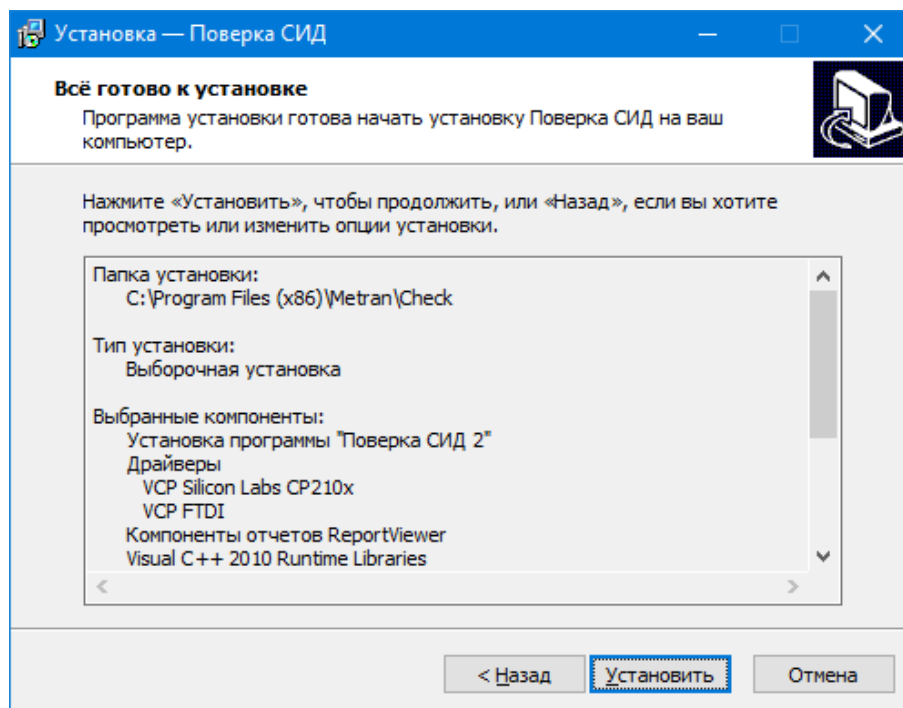 Установка — Поверка СИД
Всё готово к установке
Программа установки готова начать установку Поверка СИД на ваш
компьютер.
Нажмите «Установить», чтобы продолжить, или «Назад», если вы хотите
просмотреть или изменить опции установки.
Папка установки:
C:\Program Files (x86)\Metran\Check
Тип установки:
Выборочная установка
Выбранные компоненты:
Установка программы "Поверка СИД 2"
Драйверы
VCP Silicon Labs CP210x
VCP FTDI
Компоненты отчетов ReportViewer
Visual C++ 2010 Runtime Libraries
< Назад
Установить
Отмена